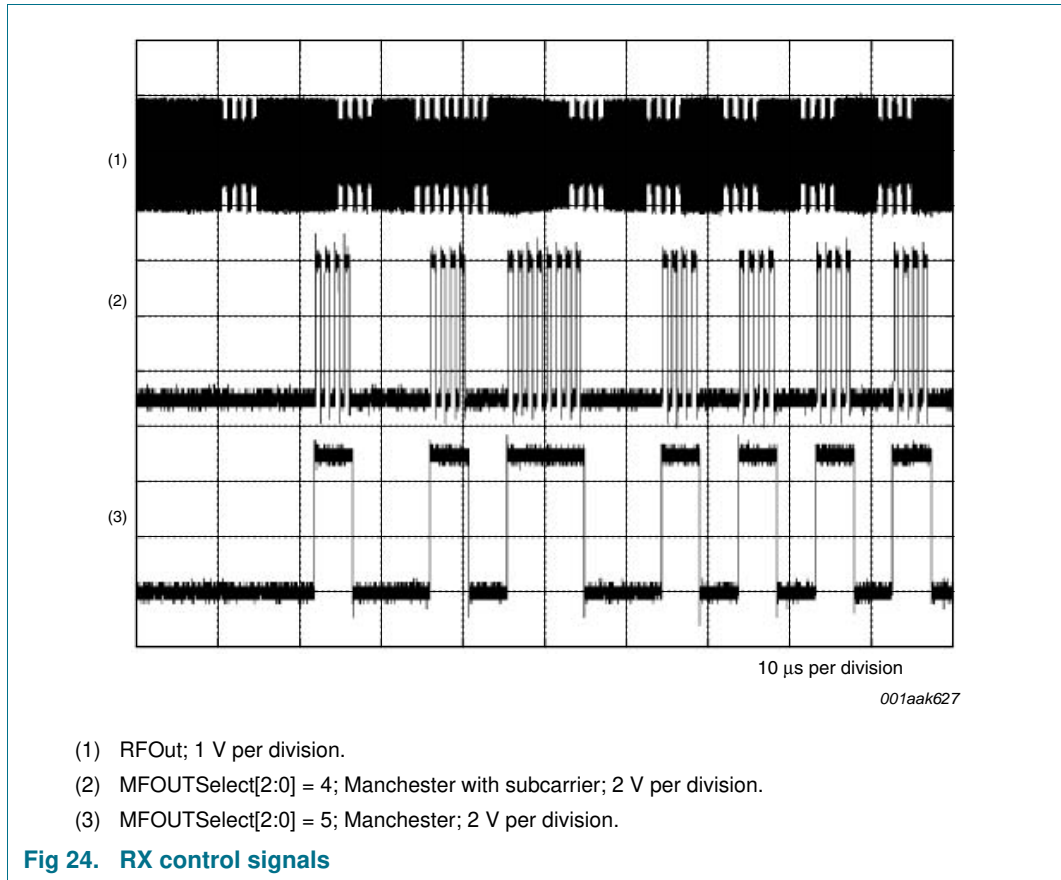 (1)
(2)
(3)
10 µs per division
001aak627
(1) RFOut; 1 V per division.
(2) MFOUTSelect[2:0] = 4; Manchester with subcarrier; 2 V per division.
(3) MFOUTSelect[2:0] = 5; Manchester; 2 V per division.
Fig 24. RX control signals